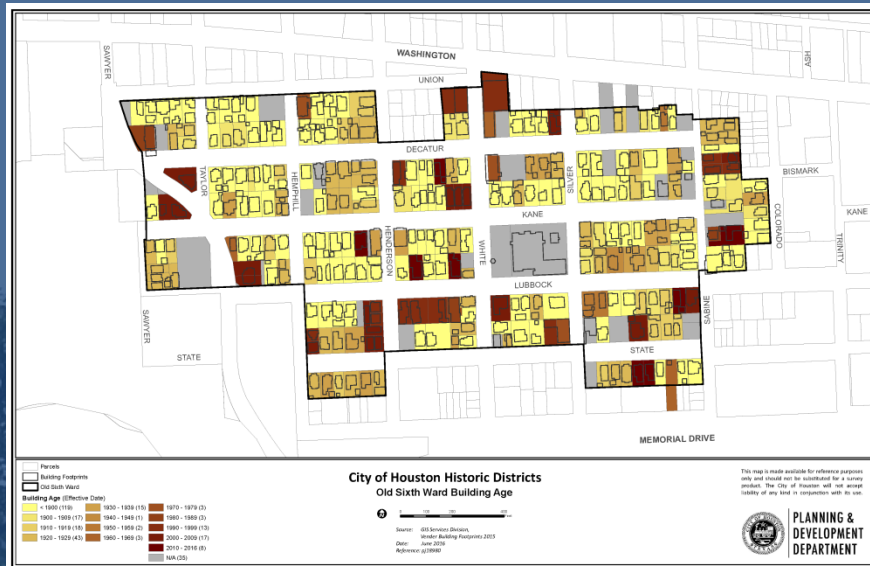 WASHINGTON
SAWYER
ASH
UNION
DECATUR
TAYLOR
HEMPHILL
SILVER
BISMARK
KANE
COLORADO
KANE
HENDERSON
WHITE
TRINITY
LUBBOCK
SAWYER
SABINE
STATE
STATE
MEMORIAL DRIVE
Parcels
Building Footprints
Old Sixth Ward
Building Age (Effective Date)
< 1900 (119)
1900 - 1909 (17)
1910 - 1919 (18)
1920 - 1929 (43)
1930 - 1939 (15)
1940 - 1949 (1)
1950 - 1959 (2)
1960 - 1969 (3)
1970 - 1979 (3)
1980 - 1989 (3)
1990 - 1999 (13)
2000 - 2009 (17)
2010 - 2016 (8)
N/A (35)
City of Houston Historic Districts
Old Sixth Ward Building Age
Source: GIS Services Division,
Vendor Building Footprints 2015
Date: June 2016
Reference: pj18980
This map is made available for reference purposes
only and should not be substituted for a survey
product. The City of Houston will not accept
liability of any kind in conjunction with its use.
PLANNING &
DEVELOPMENT
DEPARTMENT